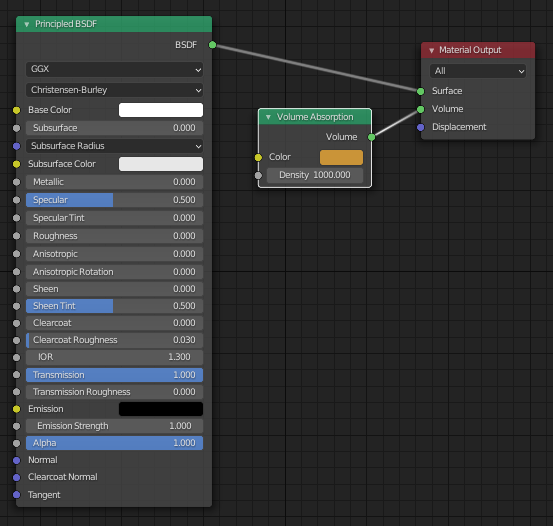 Principled BSDF
BSDF
GGX
Christensen-Burley
Base Color
Subsurface 0.000
Subsurface Radius
Subsurface Color
Metallic 0.000
Specular 0.500
Specular Tint 0.000
Roughness 0.000
Anisotropic 0.000
Anisotropic Rotation 0.000
Sheen 0.000
Sheen Tint 0.500
Clearcoat 0.000
Clearcoat Roughness 0.030
IOR 1.300
Transmission 1.000
Transmission Roughness 0.000
Emission
Emission Strength 1.000
Alpha 1.000
Normal
Clearcoat Normal
Tangent
Volume Absorption
Volume
Color
Density 1000.000
Material Output
All
Surface
Volume
Displacement